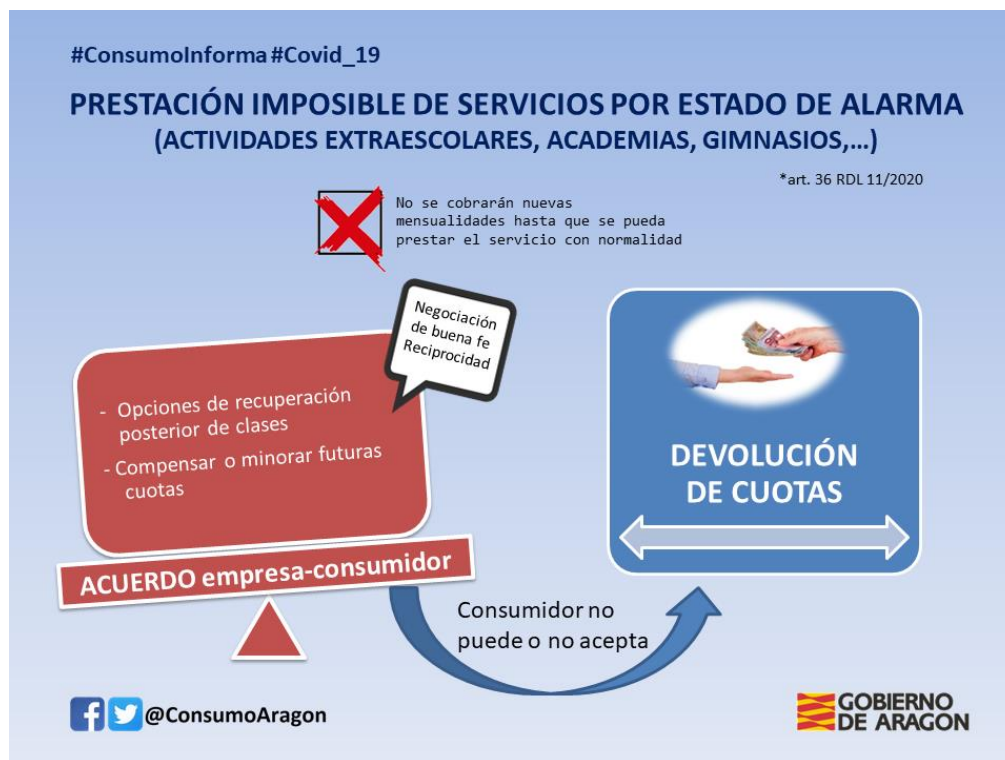 #ConsumoInforma #Covid_19
PRESTACIÓN IMPOSIBLE DE SERVICIOS POR ESTADO DE ALARMA
(ACTIVIDADES EXTRAESCOLARES, ACADEMIAS, GIMNASIOS,...)
*art. 36 RDL 11/2020
No se cobrarán nuevas
mensualidades hasta que se pueda
prestar el servicio con normalidad
Negociación
de buena fe
Reciprocidad
- Opciones de recuperación
posterior de clases
- Compensar o minorar futuras
cuotas
ACUERDO empresa-consumidor
DEVOLUCIÓN
DE CUOTAS
Consumidor no
puede o no acepta
@ConsumoAragon
GOBIERNO
DE ARAGON